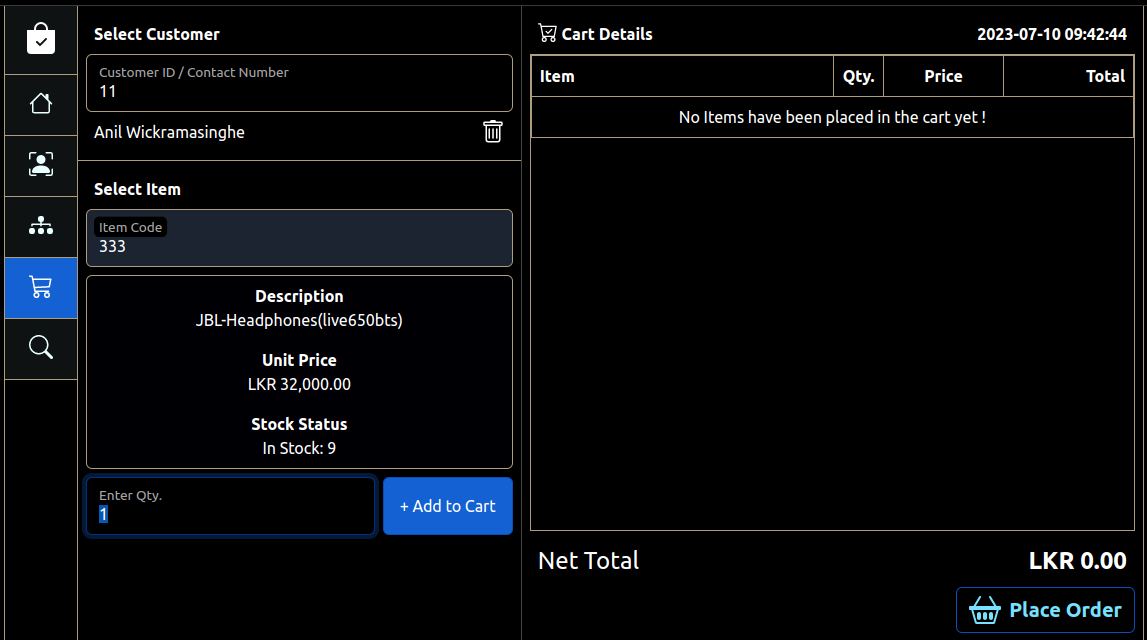 Select Customer
Customer ID / Contact Number
11
Anil Wickramasinghe
Select Item
Item Code
333
Description
JBL-Headphones(live650bts)
Unit Price
LKR 32,000.00
Stock Status
In Stock: 9
Enter Qty.
1
+ Add to Cart
Cart Details
2023-07-10 09:42:44
Item Qty. Price Total
No Items have been placed in the cart yet !
Net Total
LKR 0.00
Place Order